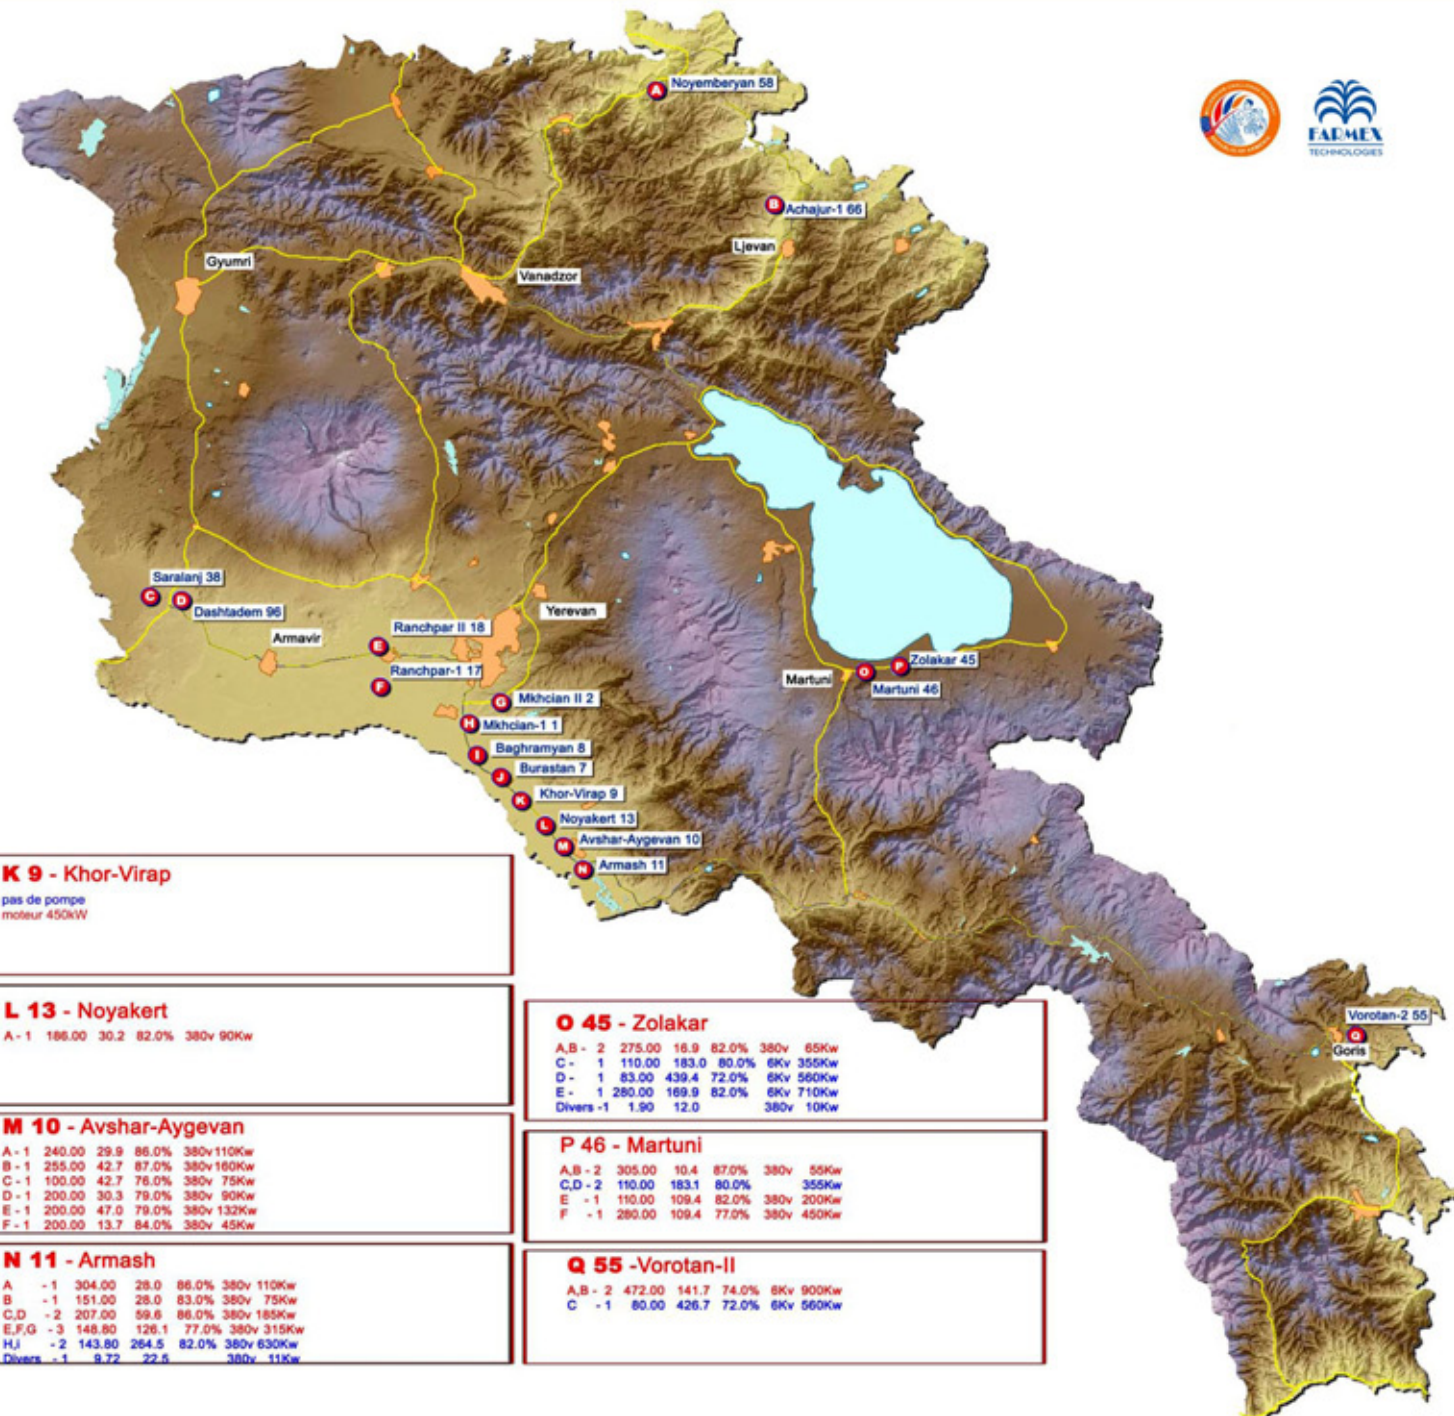 A Noyemberyan 58
FARMEX
TECHNOLOGIES
B Achajur-1 66
Ljevan
Gyumri
Vanadzor
Saralanj 38
C D
Dashtadem 96
Yerevan
Armavir
Ranchpar II 18
E
Ranchpar-1 17
F
Zolakar 45
O P
Martuni
Martuni 46
G Mkhcian II 2
H Mkhcian-1 1
I Baghramyan 8
J Burastan 7
K Khor-Virap 9
L Noyakert 13
M Avshar-Aygevan 10
N Armash 11
Vorotan-2 55
Q
Goris
K 9 - Khor-Virap
pas de pompe
moteur 450kW
L 13 - Noyakert
A - 1 186.00 30.2 82.0% 380v 90Kw
M 10 - Avshar-Aygevan
A - 1 240.00 29.9 86.0% 380v 110Kw
B - 1 255.00 42.7 87.0% 380v 160Kw
C - 1 100.00 42.7 76.0% 380v 75Kw
D - 1 200.00 30.3 79.0% 380v 90Kw
E - 1 200.00 47.0 79.0% 380v 132Kw
F - 1 200.00 13.7 84.0% 380v 45Kw
N 11 - Armash
A - 1 304.00 28.0 86.0% 380v 110Kw
B - 1 151.00 28.0 83.0% 380v 75Kw
C,D - 2 207.00 59.6 86.0% 380v 185Kw
E,F,G - 3 148.80 126.1 77.0% 380v 315Kw
H,i - 2 143.80 264.5 82.0% 380v 630Kw
Divers - 1 9.72 22.5 380v 11Kw
O 45 - Zolakar
A,B - 2 275.00 16.9 82.0% 380v 65Kw
C - 1 110.00 183.0 80.0% 6Kv 355Kw
D - 1 83.00 439.4 72.0% 6Kv 560Kw
E - 1 280.00 169.9 82.0% 6Kv 710Kw
Divers -1 1.90 12.0 380v 10Kw
P 46 - Martuni
A,B - 2 305.00 10.4 87.0% 380v 55Kw
C,D - 2 110.00 183.1 80.0% 355Kw
E - 1 110.00 109.4 82.0% 380v 200Kw
F - 1 280.00 109.4 77.0% 380v 450Kw
Q 55 -Vorotan-II
A,B - 2 472.00 141.7 74.0% 6Kv 900Kw
C - 1 80.00 426.7 72.0% 6Kv 560Kw